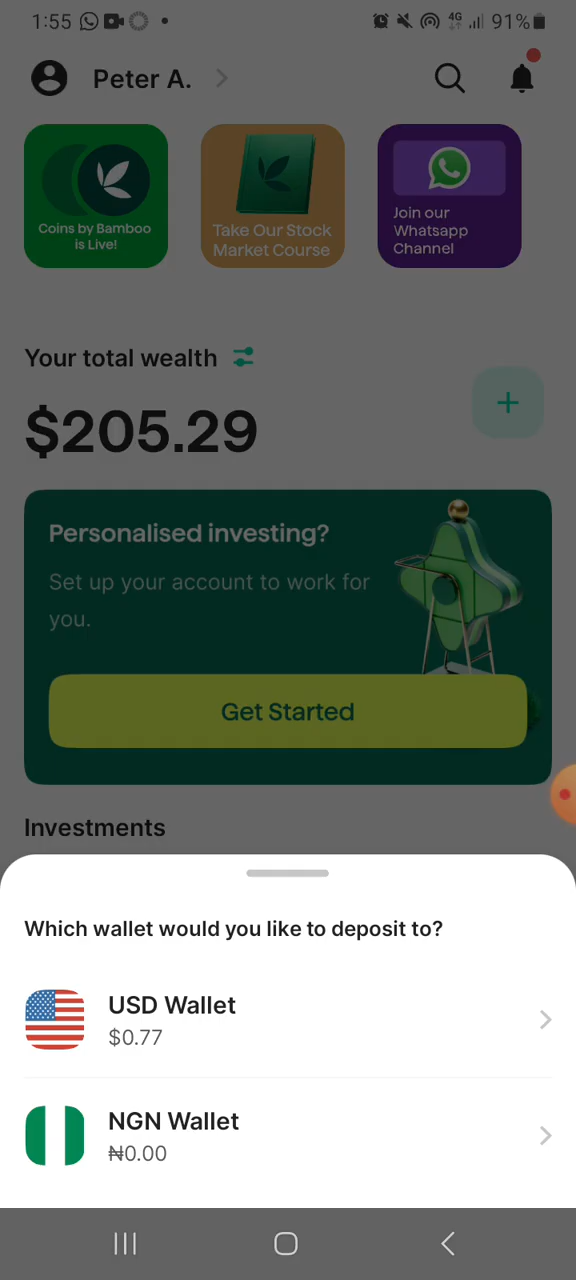 1:55
4G
91%
Peter A.
Coins by Bamboo
is Live!
Take Our Stock
Market Course
Join our
Whatsapp
Channel
Your total wealth
$205.29
+
Personalised investing?
Set up your account to work for
you.
Get Started
Investments
Which wallet would you like to deposit to?
USD Wallet
$0.77
NGN Wallet
₦0.00